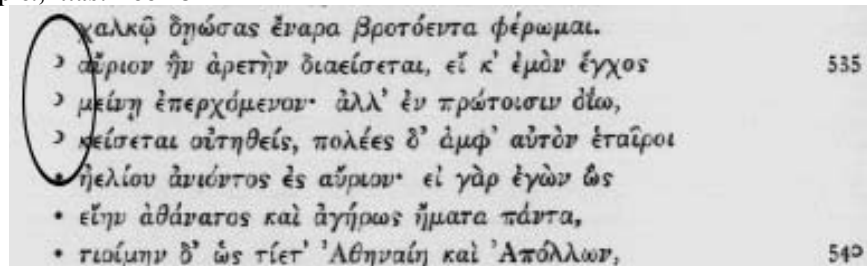 χαλκῷ δῃώσας ἔναρα βροτόεντα φέρωμαι.
ͻ αὔριον ἣν ἀρετὴν διαείσεται, εἴ κ' ἐμὸν ἔγχος 535
ͻ μείνῃ ἐπερχόμενον· ἀλλ' ἐν πρώτοισιν ὀΐω,
ͻ κείσεται οὐτηθείς, πολέες δ' ἀμφ' αὐτὸν ἑταῖροι
• ἠελίου ἀνιόντος ἐς αὔριον· εἰ γὰρ ἐγὼν ὣς
• εἴην ἀθάνατος καὶ ἀγήρως ἤματα πάντα,
• τιοίμην δ' ὡς τίετ' Ἀθηναίη καὶ Ἀπόλλων, 540